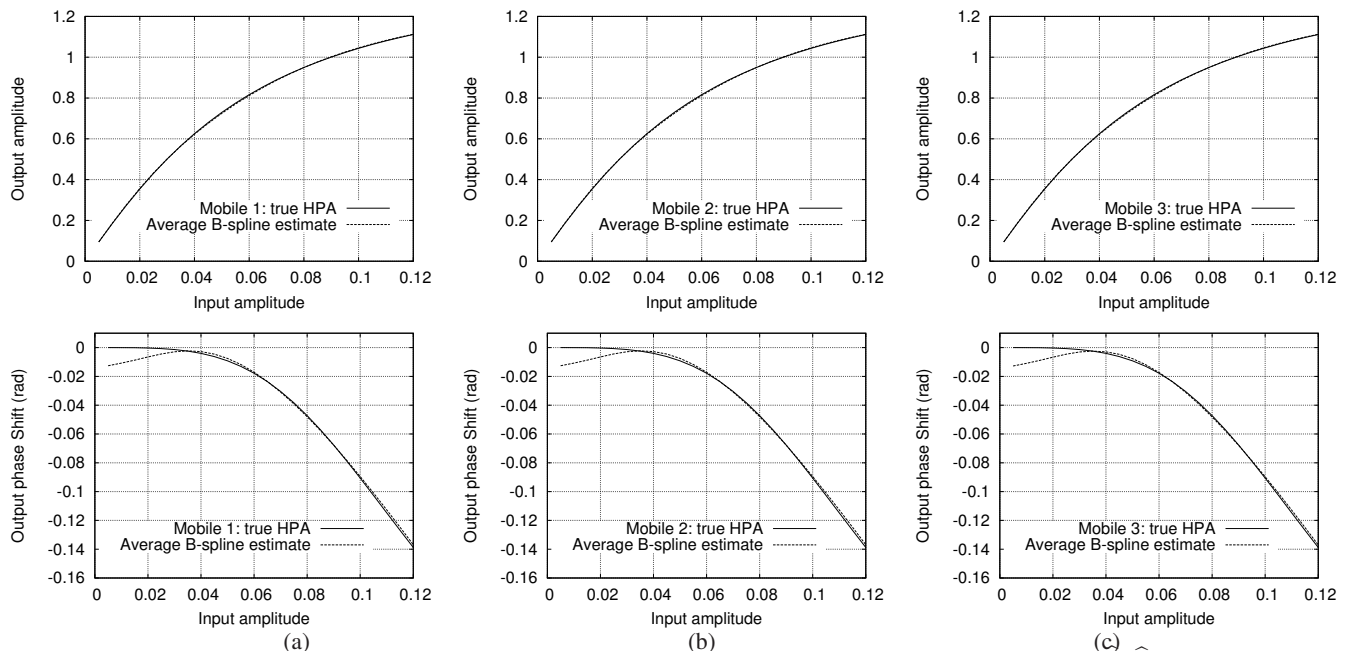 1.2
1
0.8
0.6
0.4
0.2
0
Output amplitude
Mobile 1: true HPA
Average B-spline estimate
0 0.02 0.04 0.06 0.08 0.1 0.12
Input amplitude
1.2
1
0.8
0.6
0.4
0.2
0
Output amplitude
Mobile 2: true HPA
Average B-spline estimate
0 0.02 0.04 0.06 0.08 0.1 0.12
Input amplitude
1.2
1
0.8
0.6
0.4
0.2
0
Output amplitude
Mobile 3: true HPA
Average B-spline estimate
0 0.02 0.04 0.06 0.08 0.1 0.12
Input amplitude
0
-0.02
-0.04
-0.06
-0.08
-0.1
-0.12
-0.14
-0.16
Output phase Shift (rad)
Mobile 1: true HPA
Average B-spline estimate
0 0.02 0.04 0.06 0.08 0.1 0.12
Input amplitude
(a)
0
-0.02
-0.04
-0.06
-0.08
-0.1
-0.12
-0.14
-0.16
Output phase Shift (rad)
Mobile 2: true HPA
Average B-spline estimate
0 0.02 0.04 0.06 0.08 0.1 0.12
Input amplitude
(b)
0
-0.02
-0.04
-0.06
-0.08
-0.1
-0.12
-0.14
-0.16
Output phase Shift (rad)
Mobile 3: true HPA
Average B-spline estimate
0 0.02 0.04 0.06 0.08 0.1 0.12
Input amplitude
(c)